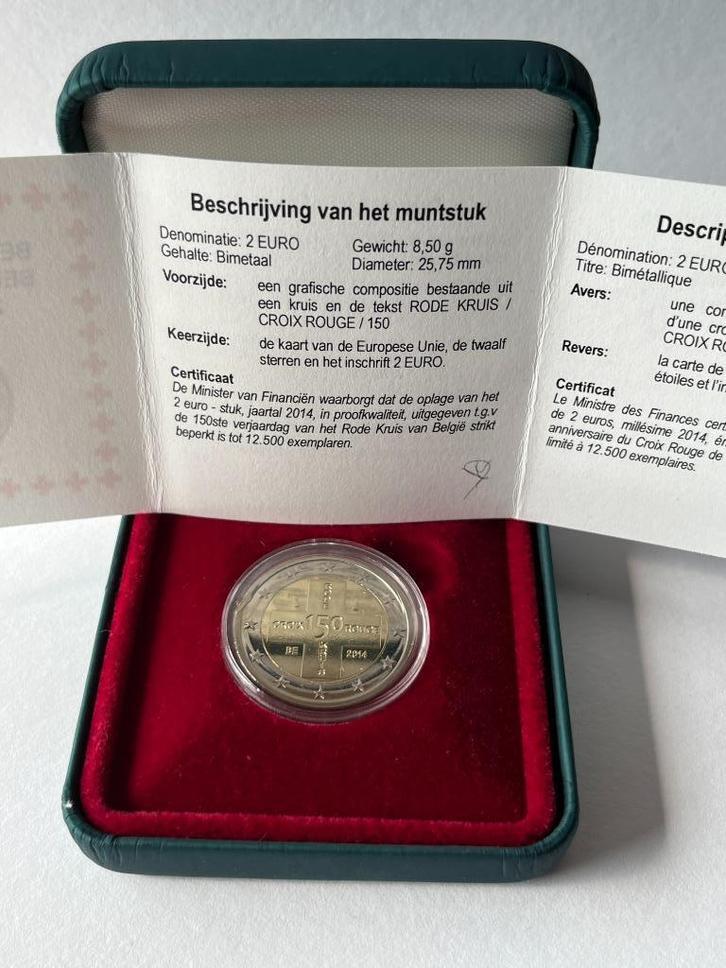 Beschrijving van het muntstuk
Denominatie: 2 EURO Gewicht: 8,50 g
Gehalte: Bimetaal Diameter: 25,75 mm
Voorzijde: een grafische compositie bestaande uit
een kruis en de tekst RODE KRUIS /
CROIX ROUGE / 150
Keerzijde: de kaart van de Europese Unie, de twaalf
sterren en het inschrift 2 EURO.
Certificaat
De Minister van Financiën waarborgt dat de oplage van het
2 euro - stuk, jaartal 2014, in proofkwaliteit, uitgegeven t.g.v
de 150ste verjaardag van het Rode Kruis van België strikt
beperkt is tot 12.500 exemplaren.
Descrip
Dénomination: 2 EURO
Titre: Bimétallique
Avers:
une com
d'une cro
CROIX RO
Revers:
la carte de
étoiles et l'in
Certificat
Le Ministre des Finances cert
de 2 euros, millésime 2014, ém
anniversaire du Croix Rouge de
limité à 12.500 exemplaires.
RODE
CROIX 150 ROUGE
KRUIS
BE 2014